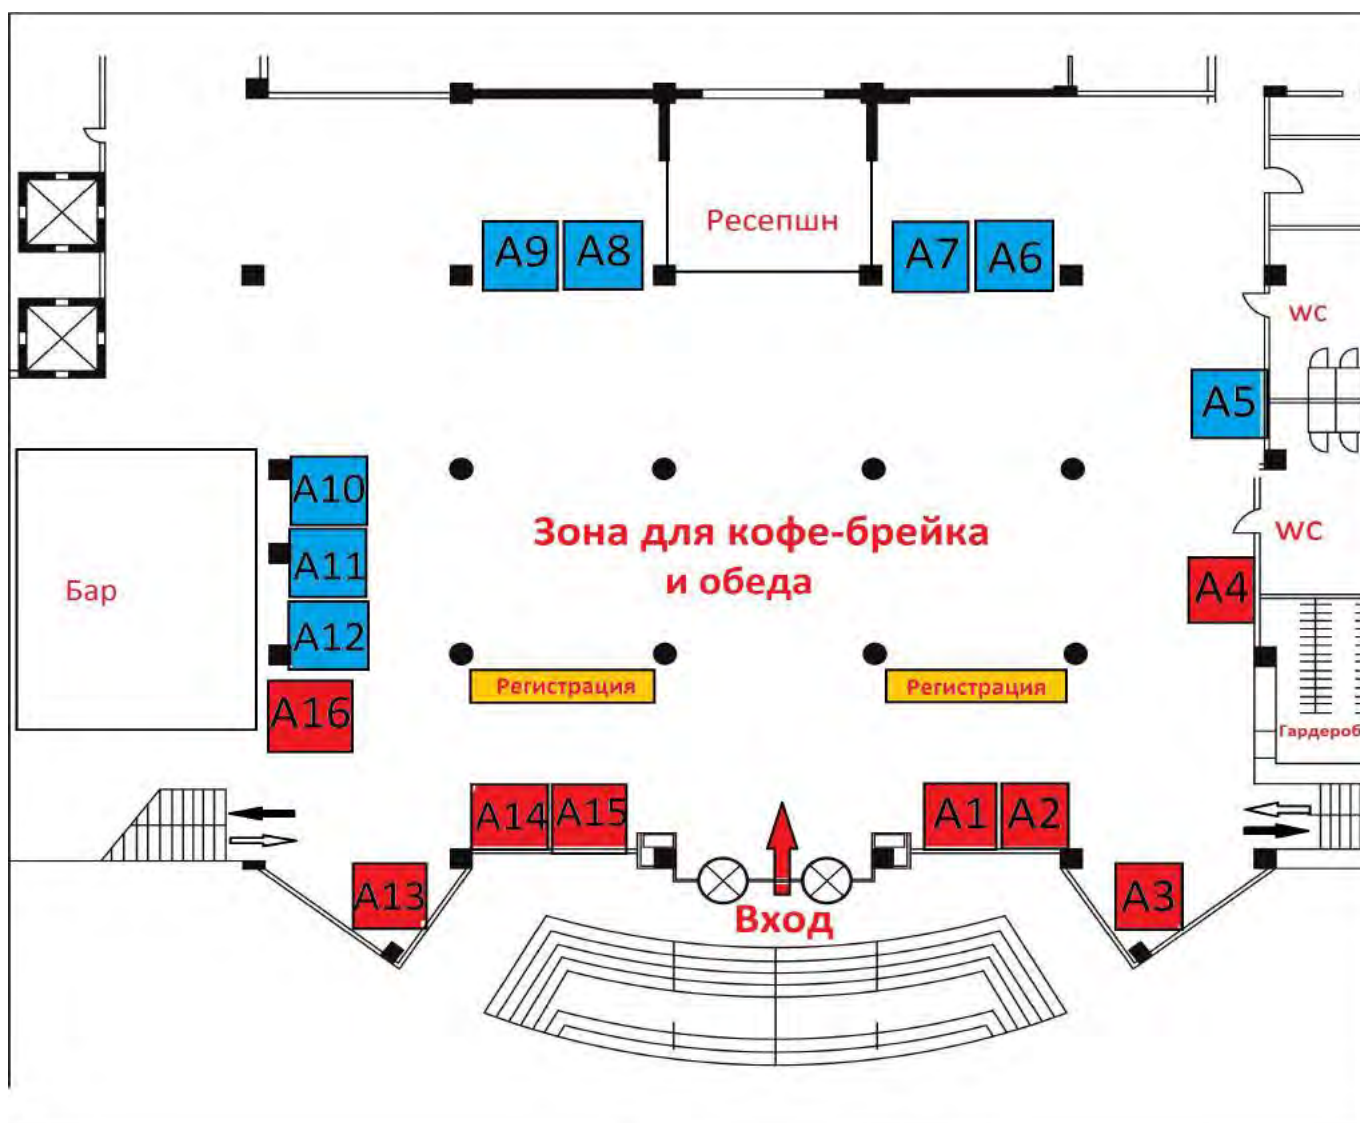 Ресепшн
A9
A8
A7
A6
wc
A5
A10
Зона для кофе-брейка
и обеда
WC
A11
Бар
A4
A12
Регистрация
Регистрация
A16
Гардероб
A14
A15
A1
A2
A13
A3
Вход